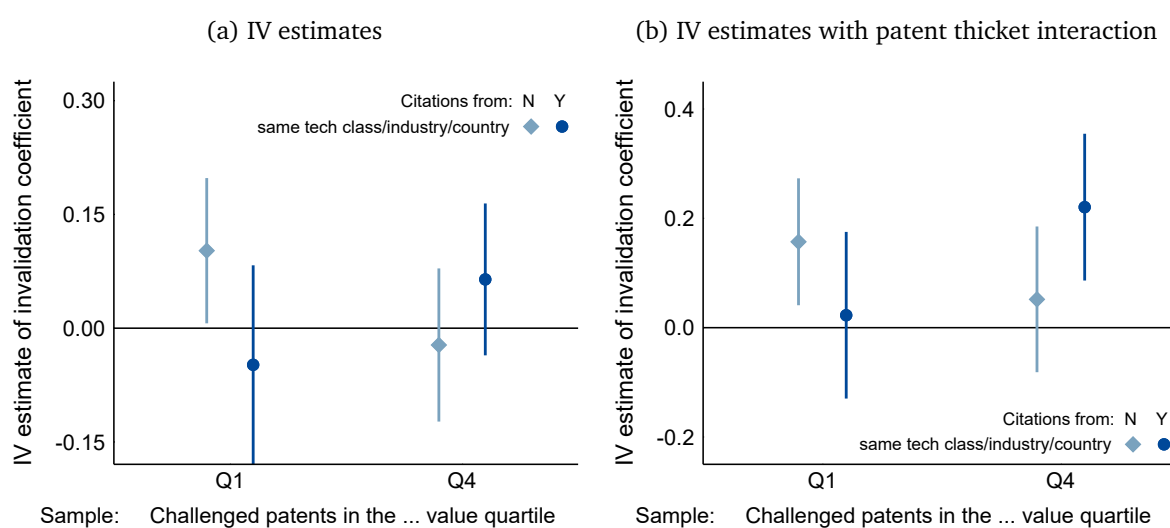 (a) IV estimates
IV estimate of invalidation coefficient
0.30
0.15
0.00
-0.15
Citations from: N Y
same tech class/industry/country
Q1 Q4
Sample: Challenged patents in the ... value quartile
(b) IV estimates with patent thicket interaction
IV estimate of invalidation coefficient
0.4
0.2
0.0
-0.2
Citations from: N Y
same tech class/industry/country
Q1 Q4
Sample: Challenged patents in the ... value quartile